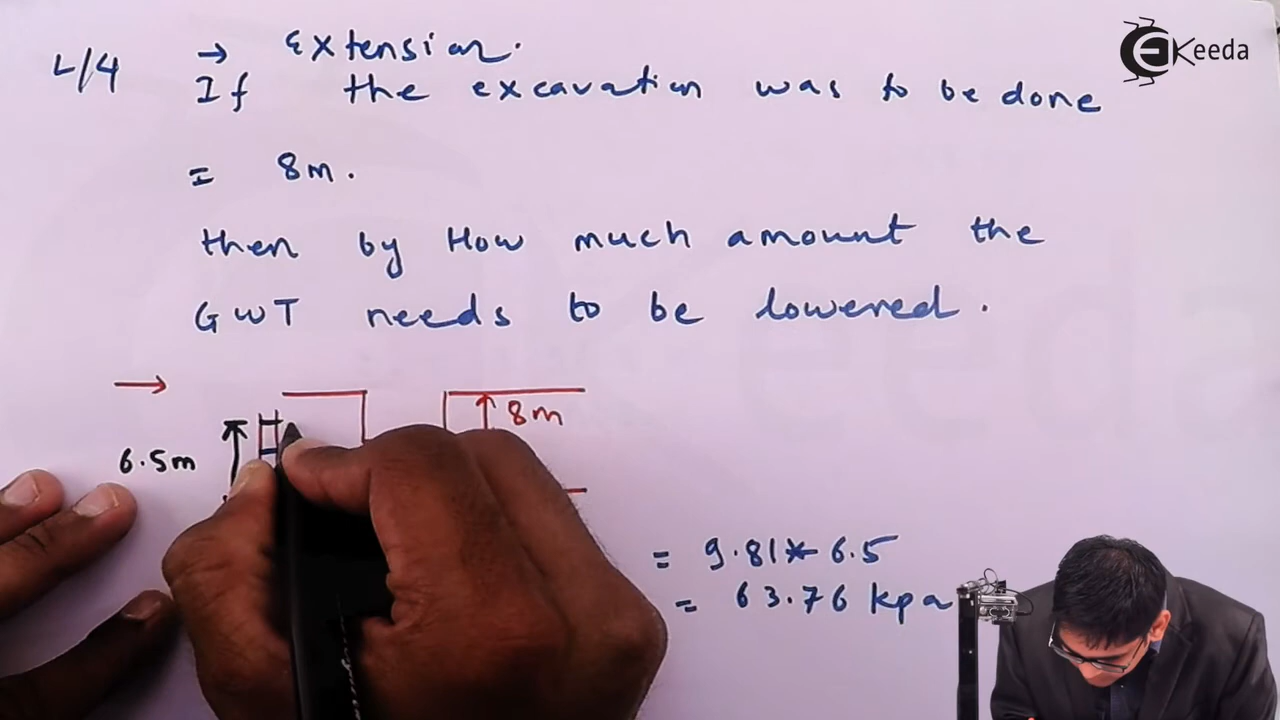 L/4 → Extension.
If the excavation was to be done
= 8m.
then by How much amount the
GWT needs to be lowered.
→
8m
6.5m
= 9.81*6.5
= 63.76 kpa
EKeeda